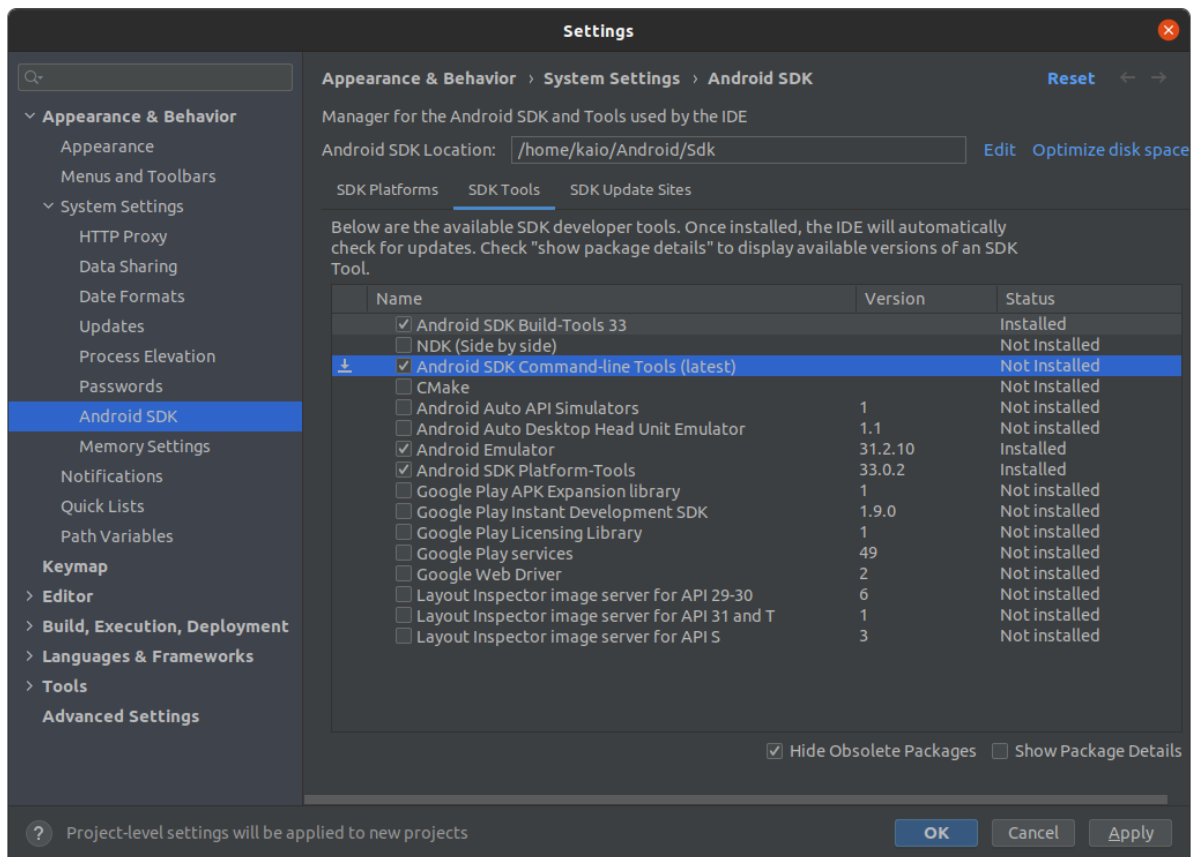 Settings
Appearance & Behavior › System Settings › Android SDK Reset ← →
Manager for the Android SDK and Tools used by the IDE
Android SDK Location: /home/kaio/Android/Sdk Edit Optimize disk space
Appearance & Behavior
Appearance
Menus and Toolbars
System Settings
HTTP Proxy
Data Sharing
Date Formats
Updates
Process Elevation
Passwords
Android SDK
Memory Settings
Notifications
Quick Lists
Path Variables
Keymap
Editor
Build, Execution, Deployment
Languages & Frameworks
Tools
Advanced Settings
SDK Platforms SDK Tools SDK Update Sites
Below are the available SDK developer tools. Once installed, the IDE will automatically
check for updates. Check "show package details" to display available versions of an SDK
Tool.
Name Version Status
Android SDK Build-Tools 33 Installed
NDK (Side by side) Not Installed
Android SDK Command-line Tools (latest) Not Installed
CMake Not Installed
Android Auto API Simulators 1 Not installed
Android Auto Desktop Head Unit Emulator 1.1 Not installed
Android Emulator 31.2.10 Installed
Android SDK Platform-Tools 33.0.2 Installed
Google Play APK Expansion library 1 Not installed
Google Play Instant Development SDK 1.9.0 Not installed
Google Play Licensing Library 1 Not installed
Google Play services 49 Not installed
Google Web Driver 2 Not installed
Layout Inspector image server for API 29-30 6 Not installed
Layout Inspector image server for API 31 and T 1 Not installed
Layout Inspector image server for API S 3 Not installed
Hide Obsolete Packages Show Package Details
? Project-level settings will be applied to new projects
OK Cancel Apply